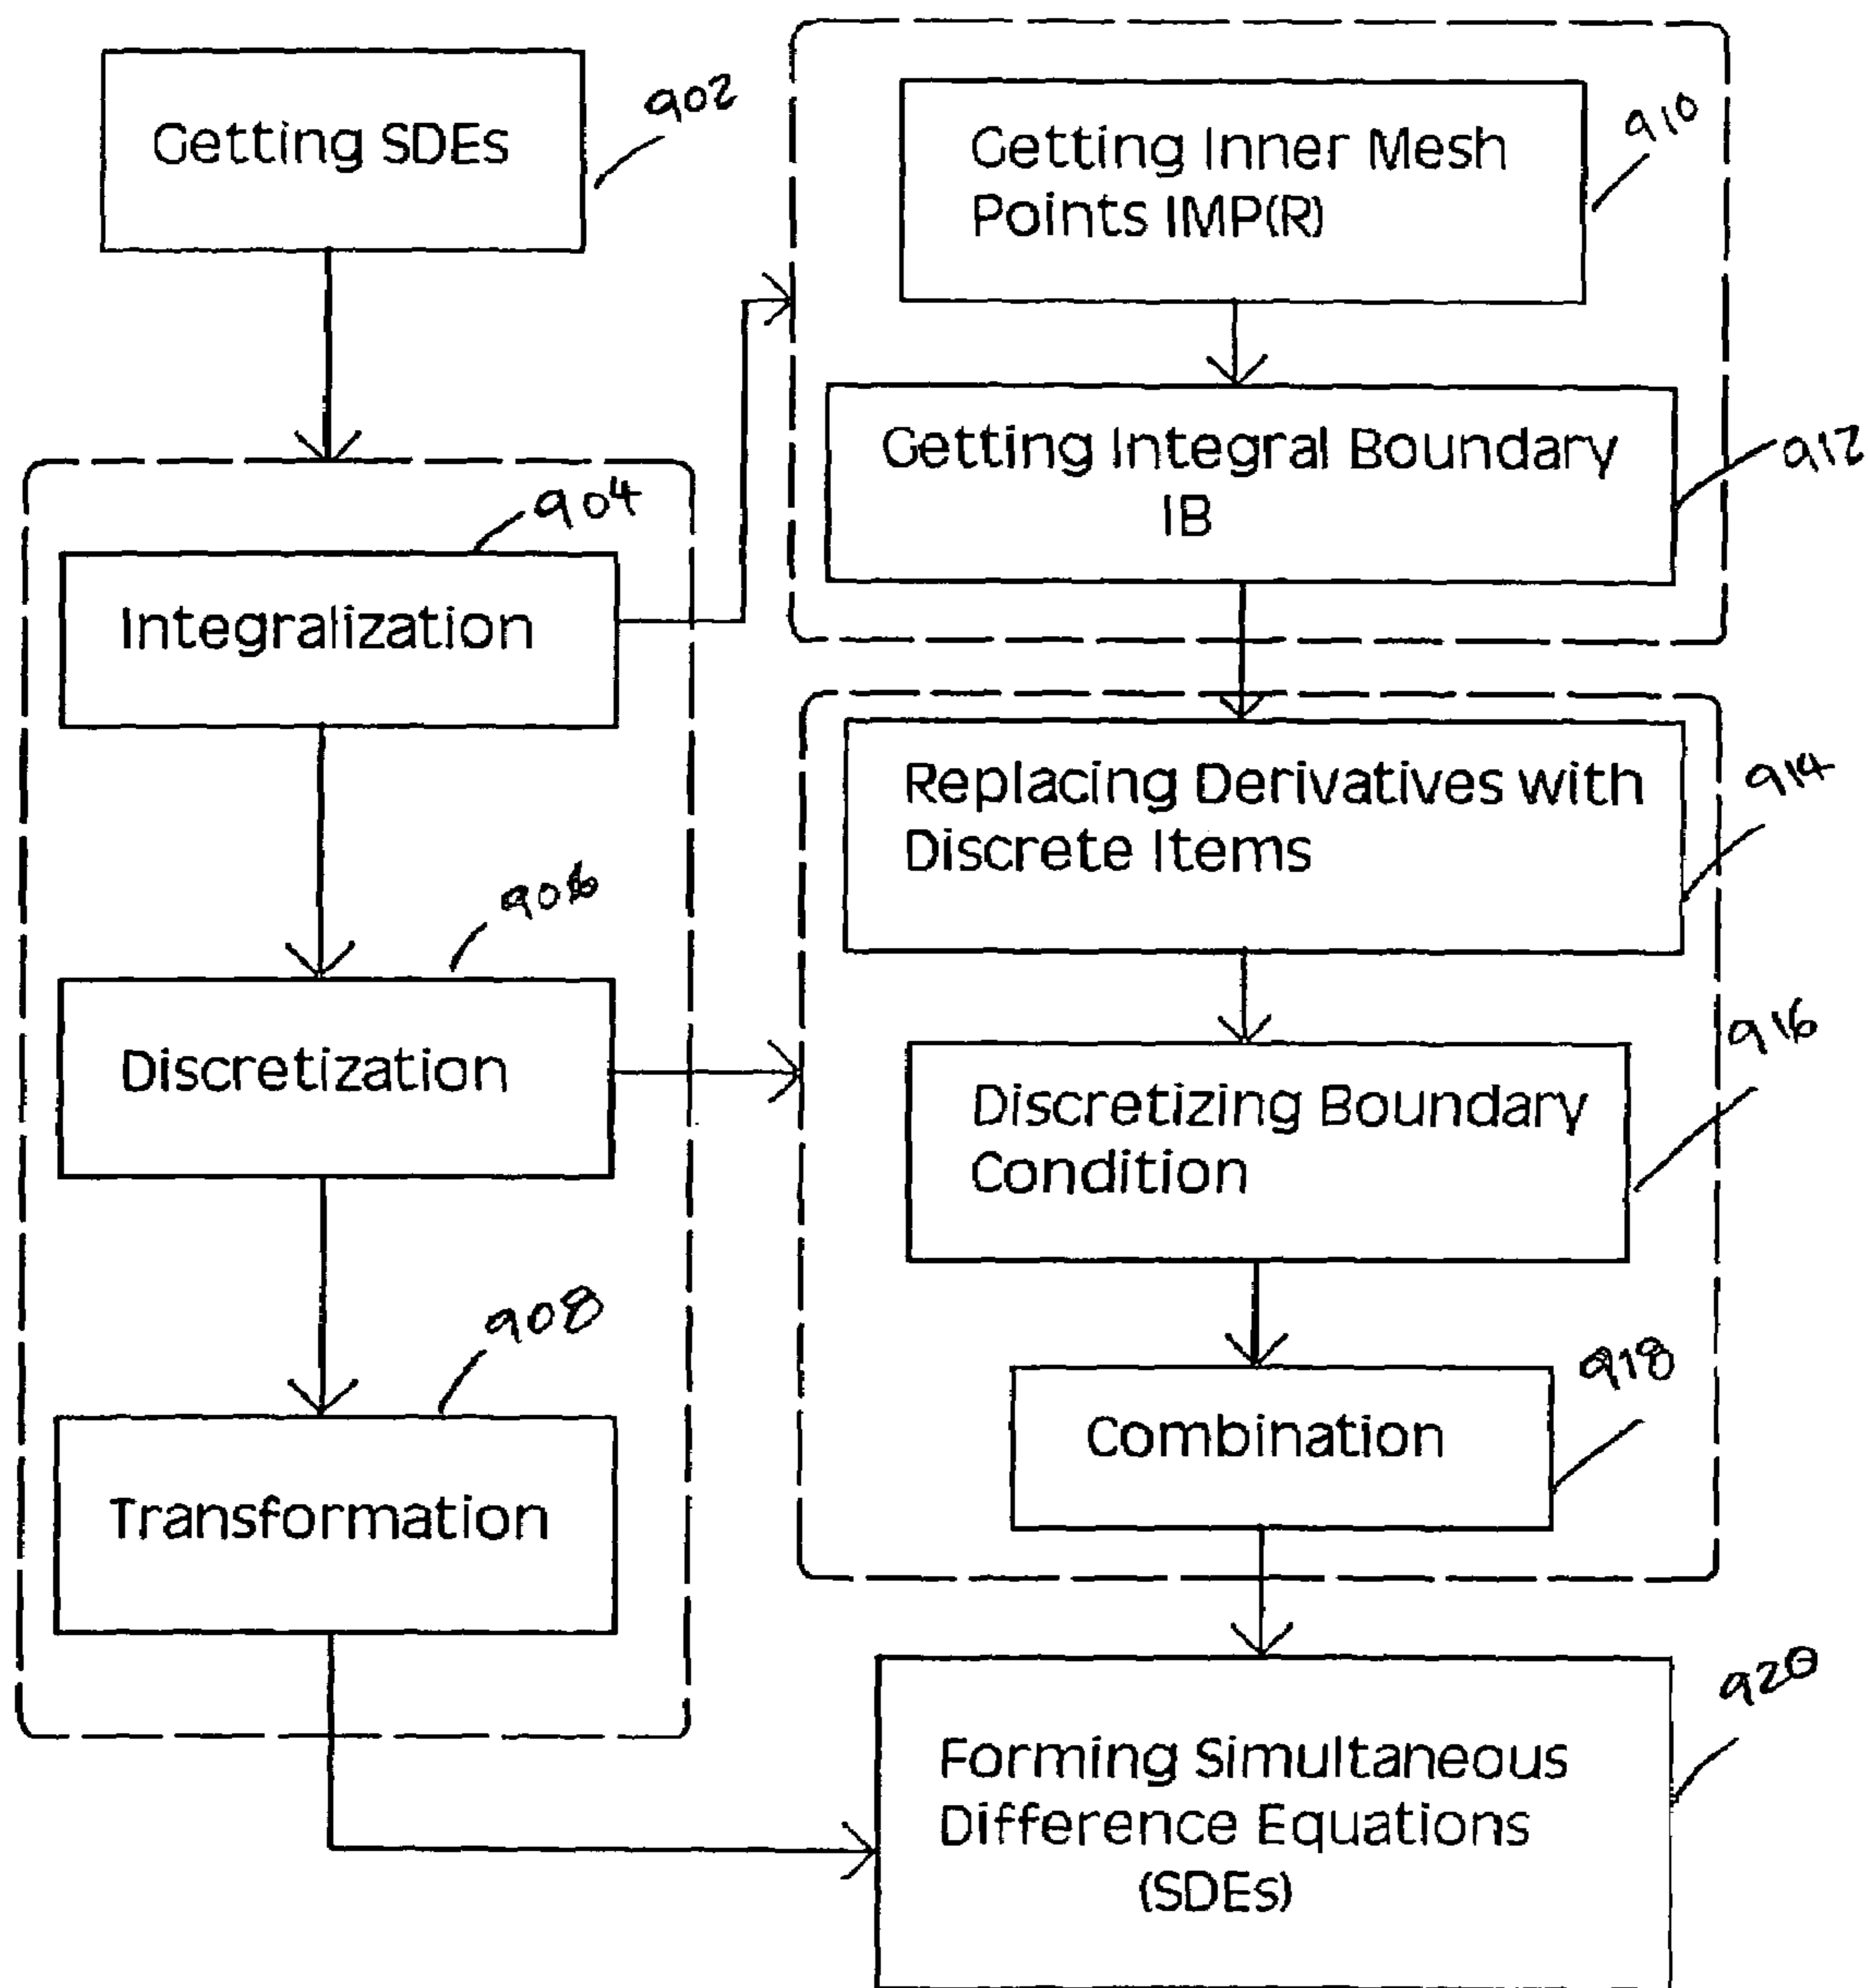 Getting SDEs
902
904
Integralization
906
Discretization
908
Transformation
Getting Inner Mesh
Points IMP(R)
910
Getting Integral Boundary
IB
912
Replacing Derivatives with
Discrete Items
914
Discretizing Boundary
Condition
916
Combination
918
Forming Simultaneous
Difference Equations
(SDEs)
920